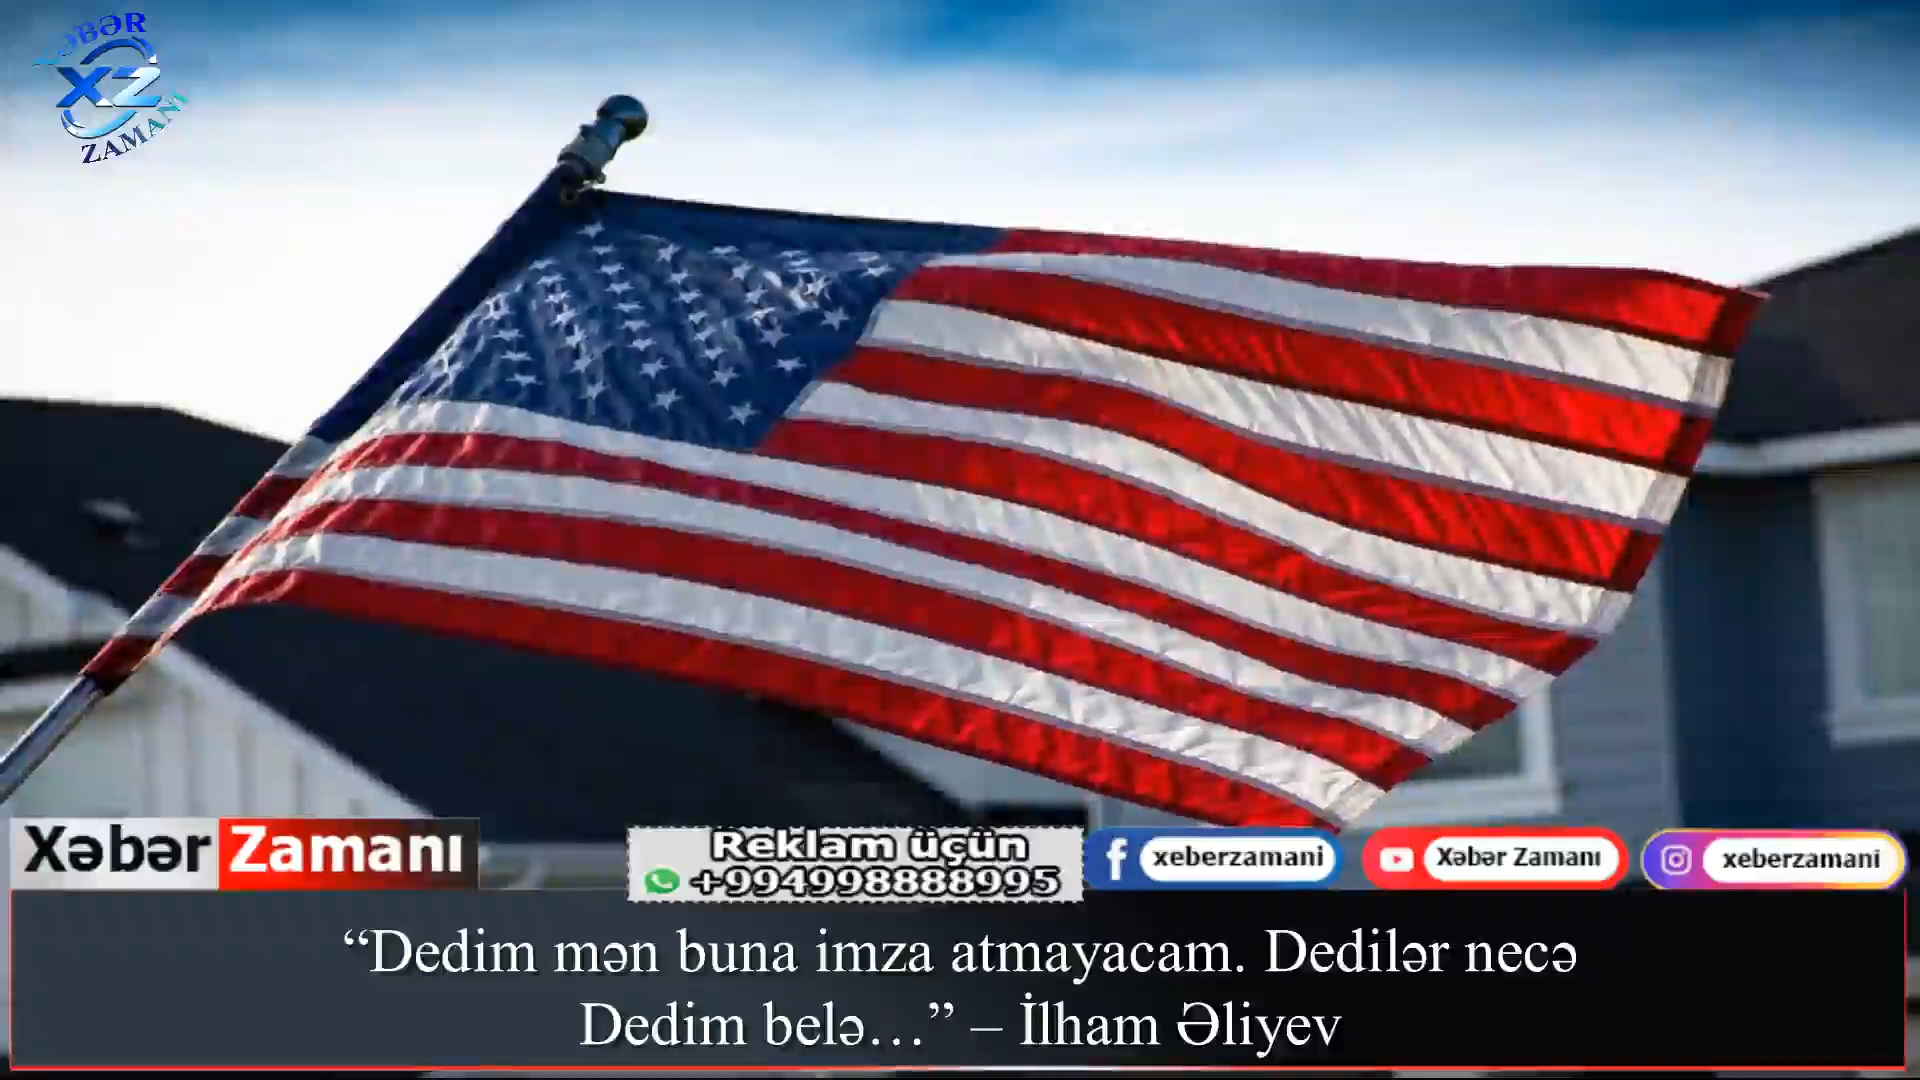 XƏBƏR
XZ
ZAMANI
Xəbər Zamanı
Reklam üçün
+994998888995
xeberzamani
Xəbər Zamanı
xeberzamani
“Dedim mən buna imza atmayacam. Dedilər necə
Dedim belə…” – İlham Əliyev